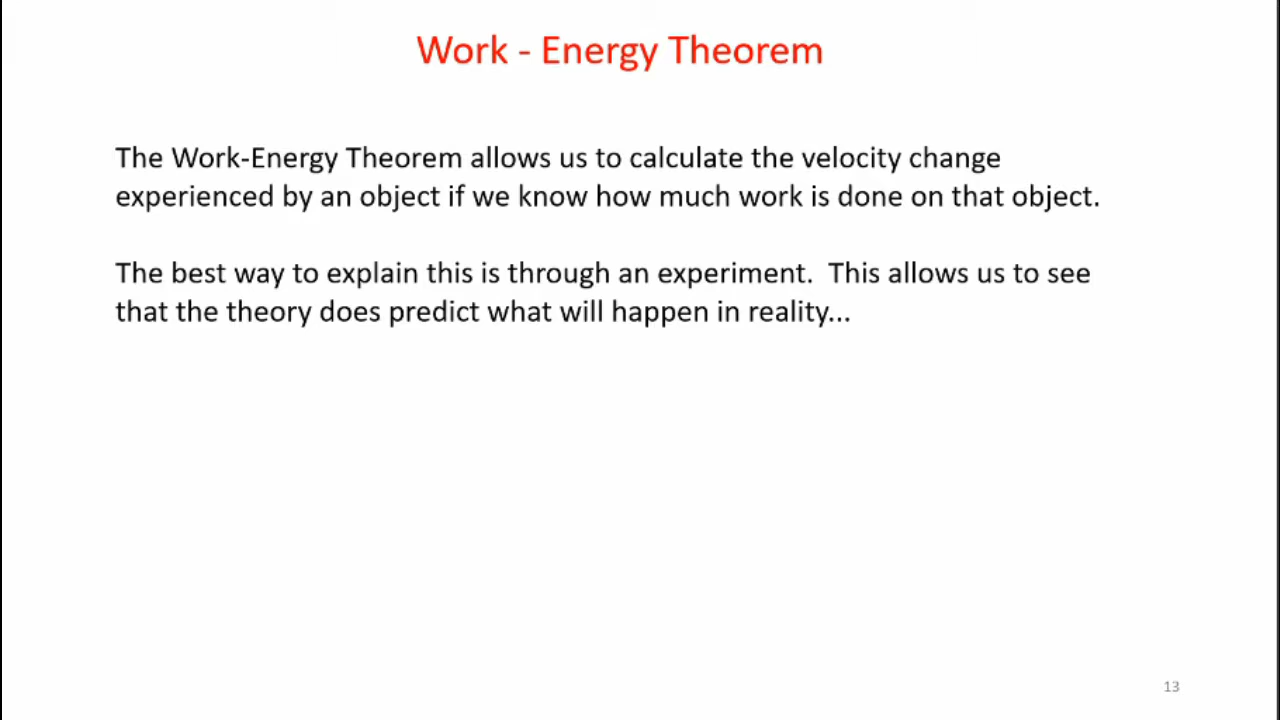 Work - Energy Theorem
The Work-Energy Theorem allows us to calculate the velocity change
experienced by an object if we know how much work is done on that object.
The best way to explain this is through an experiment.  This allows us to see
that the theory does predict what will happen in reality...
13